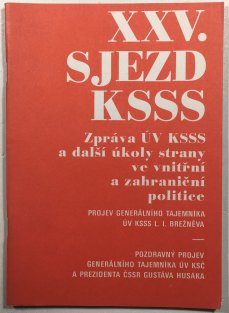 XXV.
SJEZD
KSSS
Zpráva ÚV KSSS
a další úkoly strany
ve vnitřní
a zahraniční
politice
PROJEV GENERÁLNÍHO TAJEMNÍKA
ÚV KSSS L. I. BREŽNĚVA
POZDRAVNÝ PROJEV
GENERÁLNÍHO TAJEMNÍKA ÚV KSČ
A PREZIDENTA ČSSR GUSTÁVA HUSÁKA